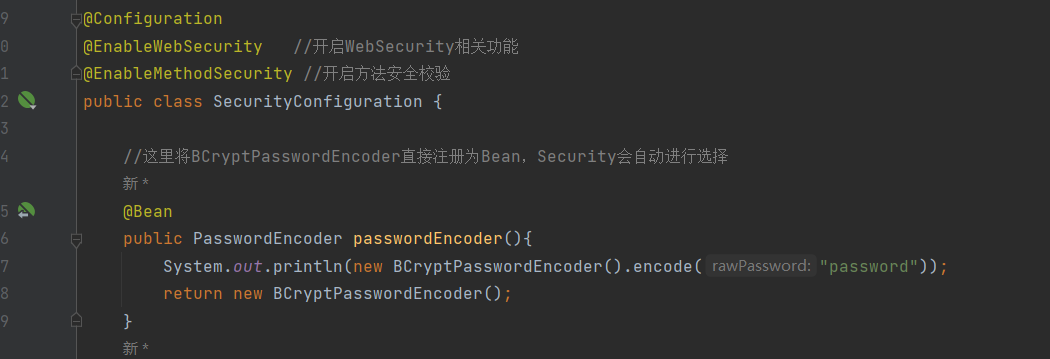 9 @Configuration
0 @EnableWebSecurity //开启WebSecurity相关功能
1 @EnableMethodSecurity //开启方法安全校验
2 public class SecurityConfiguration {
3
4 //这里将BCryptPasswordEncoder直接注册为Bean，Security会自动进行选择
新 *
5 @Bean
6 public PasswordEncoder passwordEncoder(){
7 System.out.println(new BCryptPasswordEncoder().encode( rawPassword: "password"));
8 return new BCryptPasswordEncoder();
9 }
新 *